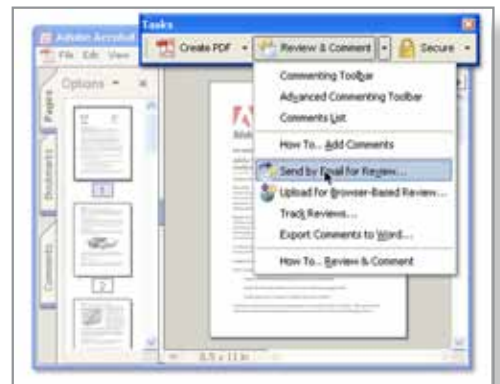 Tasks
Create PDF
Review & Comment
Secure
Adobe Acrobat
File Edit View
Options
Pages
Bookmarks
Comments
Commenting Toolbar
Advanced Commenting Toolbar
Comments List
How To... Add Comments
Send by Email for Review...
Upload for Browser-Based Review...
Track Reviews...
Export Comments to Word...
How To... Review & Comment
1
2
8.5 x 11 in